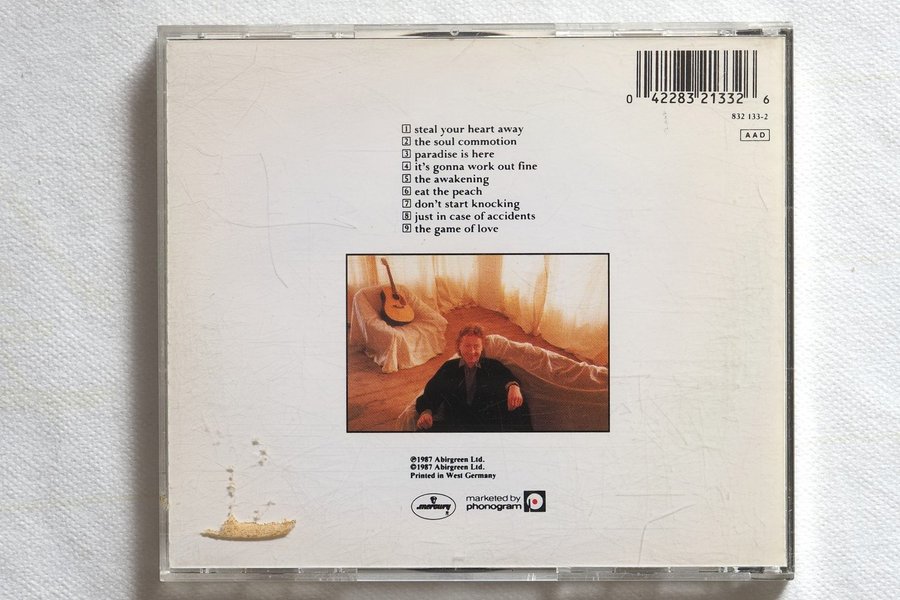 0 42283 21332 6
832 133-2
AAD
1 steal your heart away
2 the soul commotion
3 paradise is here
4 it's gonna work out fine
5 the awakening
6 eat the peach
7 don't start knocking
8 just in case of accidents
9 the game of love
℗1987 Abirgreen Ltd.
©1987 Abirgreen Ltd.
Printed in West Germany
mercury
marketed by
phonogram